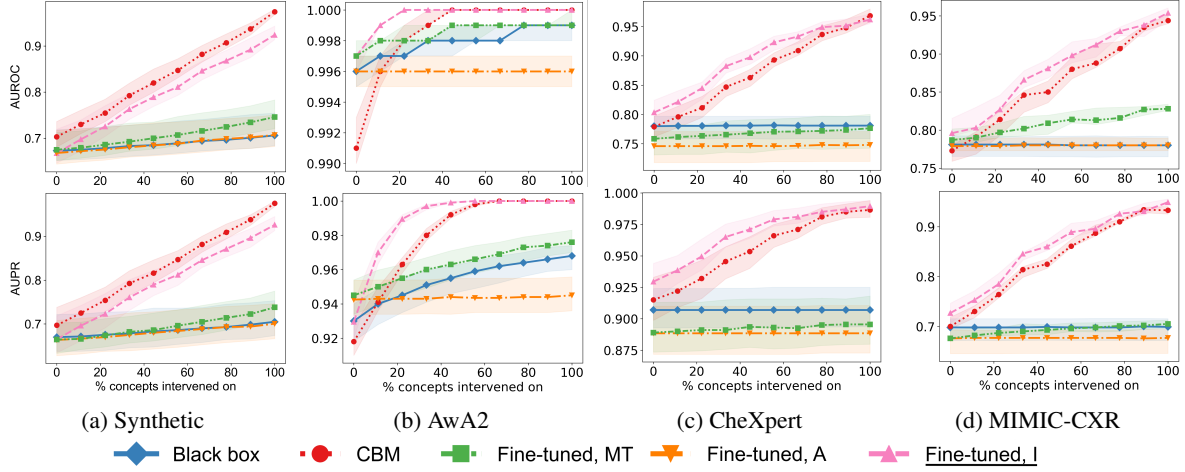 AUROC
0.9
0.8
0.7
0 20 40 60 80 100
1.000
0.998
0.996
0.994
0.992
0.990
0 20 40 60 80 100
0.95
0.90
0.85
0.80
0.75
0 20 40 60 80 100
0.95
0.91
0.87
0.83
0.79
0.75
0 20 40 60 80 100
AUPR
0.9
0.8
0.7
0 20 40 60 80 100
% concepts intervened on
1.00
0.98
0.96
0.94
0.92
0 20 40 60 80 100
% concepts intervened on
1.000
0.975
0.950
0.925
0.900
0.875
0 20 40 60 80 100
% concepts intervened on
0.9
0.8
0.7
0 20 40 60 80 100
% concepts intervened on
(a) Synthetic
(b) AwA2
(c) CheXpert
(d) MIMIC-CXR
Black box CBM Fine-tuned, MT Fine-tuned, A Fine-tuned, I